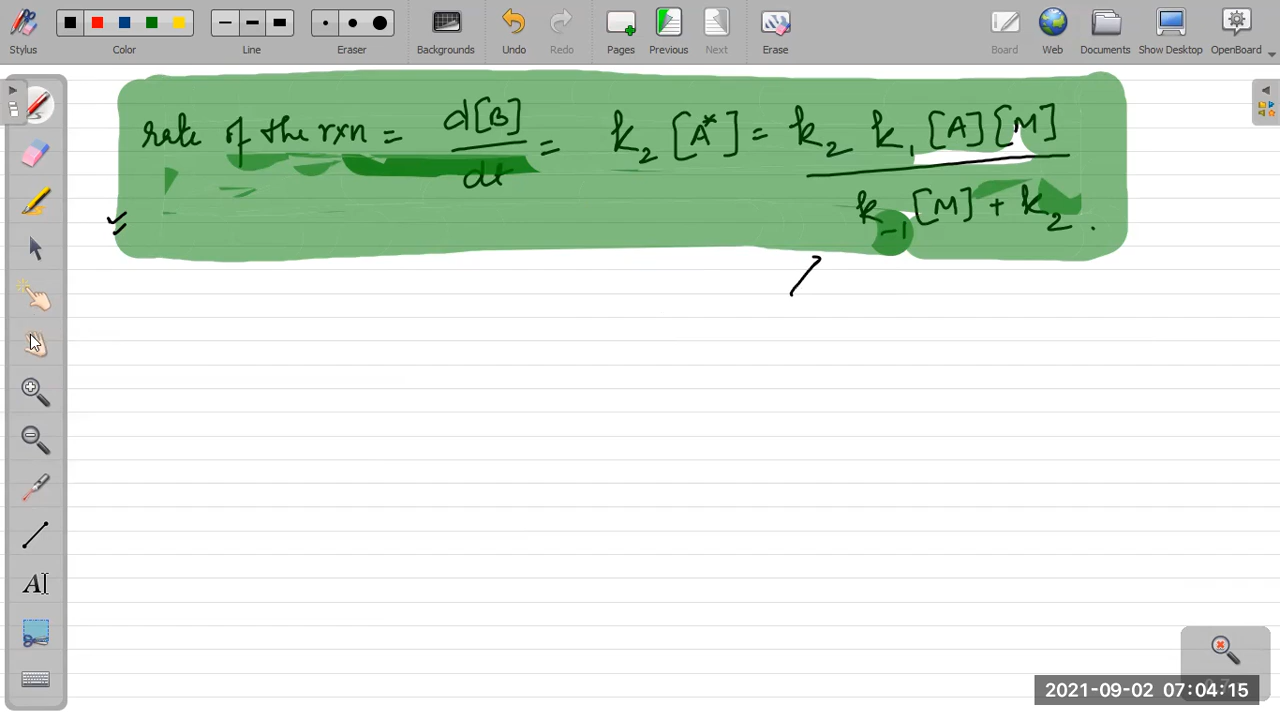 Stylus Color Line Eraser Backgrounds Undo Redo Pages Previous Next Erase Board Web Documents Show Desktop OpenBoard
rate of the rxn = d[B]/dt = k₂ [A*] = k₂ k₁ [A][M] / k₋₁ [M] + k₂ .
A
2021-09-02 07:04:15